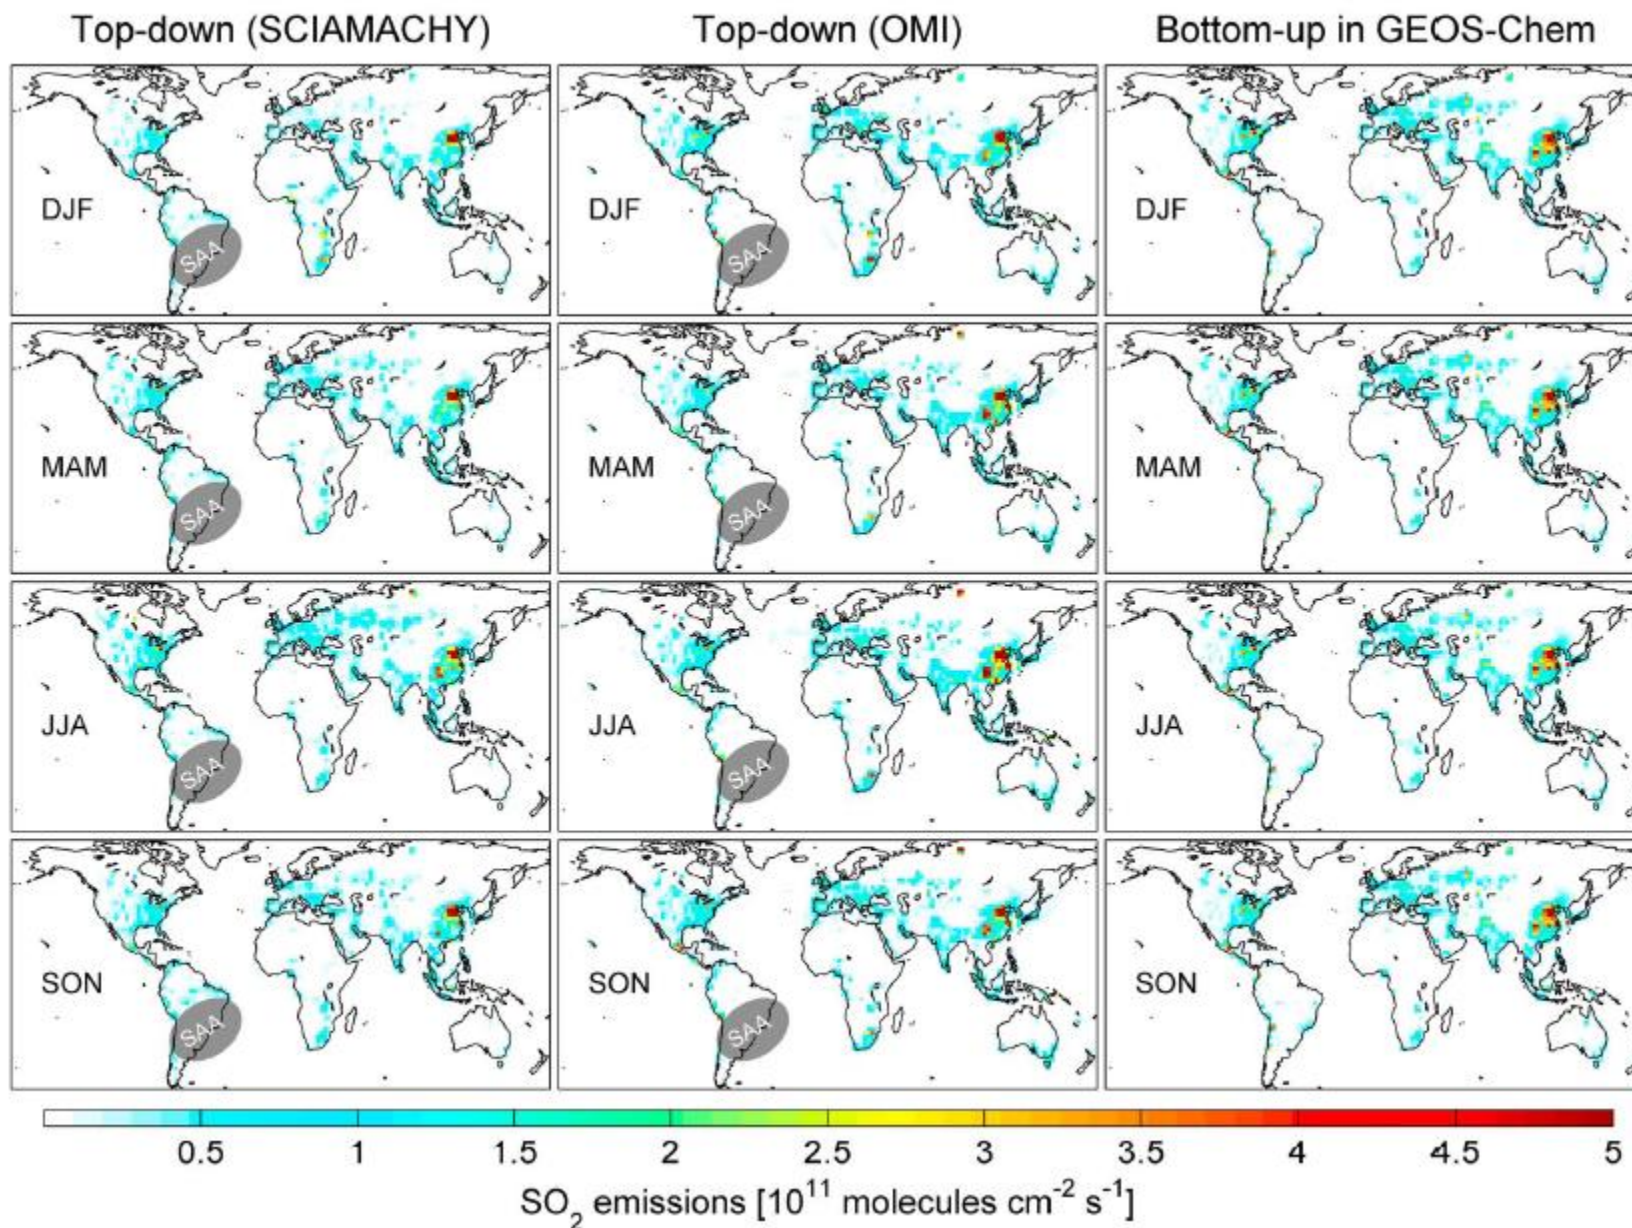 Top-down (SCIAMACHY) Top-down (OMI) Bottom-up in GEOS-Chem
DJF SAA DJF SAA DJF
MAM SAA MAM SAA MAM
JJA SAA JJA SAA JJA
SON SAA SON SAA SON
0.5 1 1.5 2 2.5 3 3.5 4 4.5 5
SO₂ emissions [10¹¹ molecules cm⁻² s⁻¹]